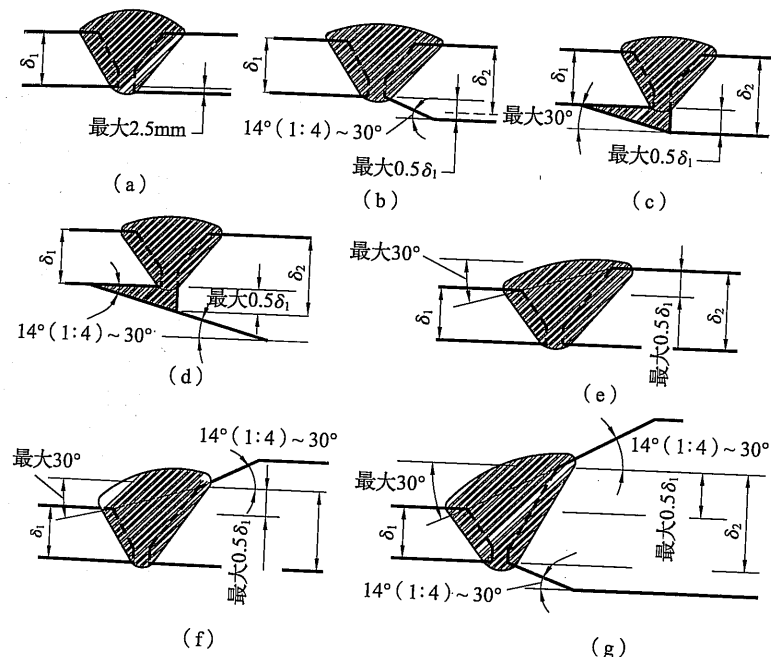 δ₁
最大2.5mm
(a)
δ₁
δ₂
14°(1:4)~30°
最大0.5δ₁
(b)
δ₁
δ₂
最大30°
最大0.5δ₁
(c)
δ₁
δ₂
最大0.5δ₁
14°(1:4)~30°
(d)
最大30°
δ₁
最大0.5δ₁
δ₂
(e)
14°(1:4)~30°
最大30°
δ₁
最大0.5δ₁
(f)
14°(1:4)~30°
最大30°
δ₁
最大0.5δ₁
δ₂
14°(1:4)~30°
(g)